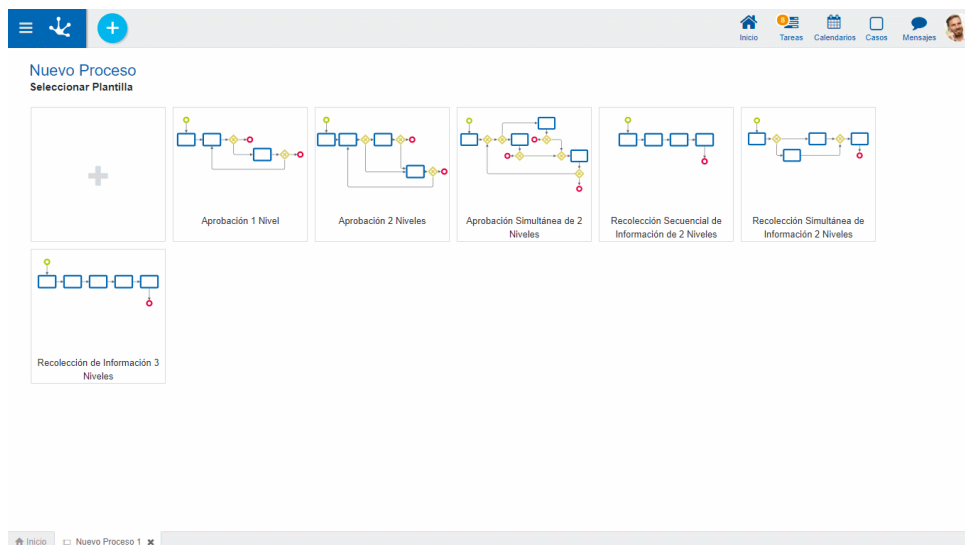 Inicio
6
Tareas
Calendarios
Casos
Mensajes
Nuevo Proceso
Seleccionar Plantilla
Aprobación 1 Nivel
Aprobación 2 Niveles
Aprobación Simultánea de 2
Niveles
Recolección Secuencial de
Información de 2 Niveles
Recolección Simultánea de
Información 2 Niveles
Recolección de Información 3
Niveles
Inicio
Nuevo Proceso 1